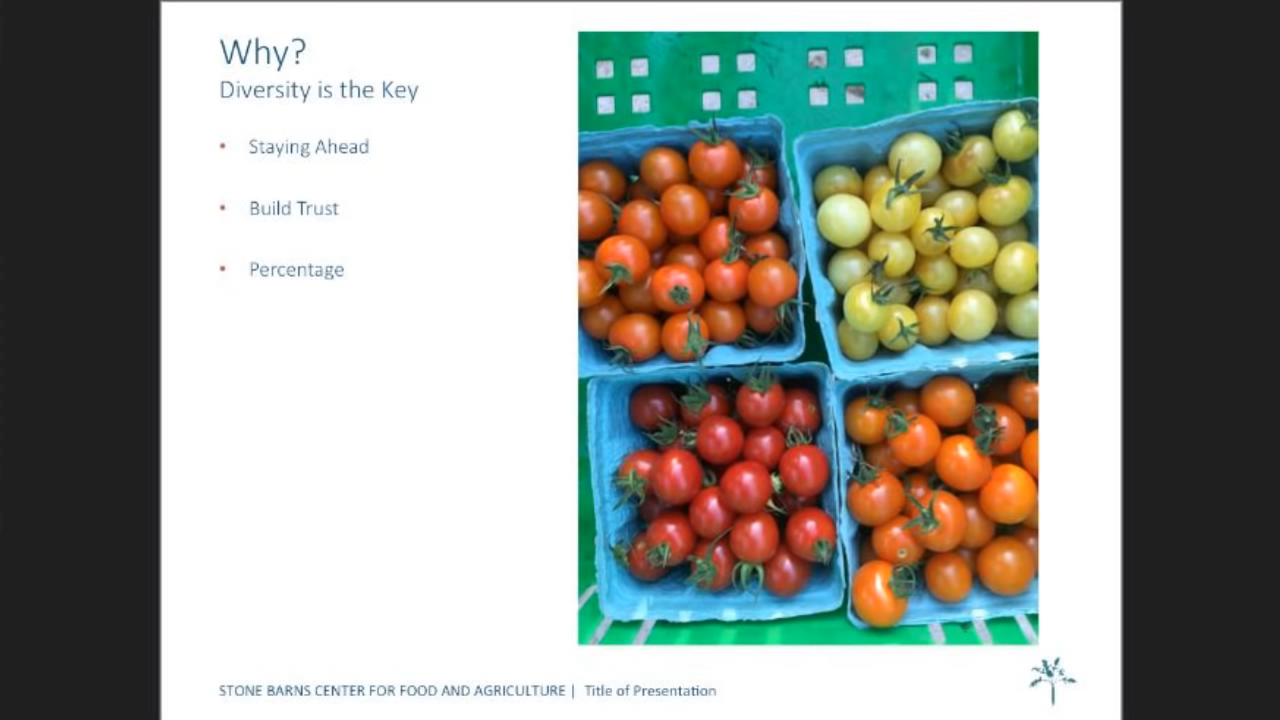 Why?
Diversity is the Key
• Staying Ahead
• Build Trust
• Percentage
STONE BARNS CENTER FOR FOOD AND AGRICULTURE | Title of Presentation